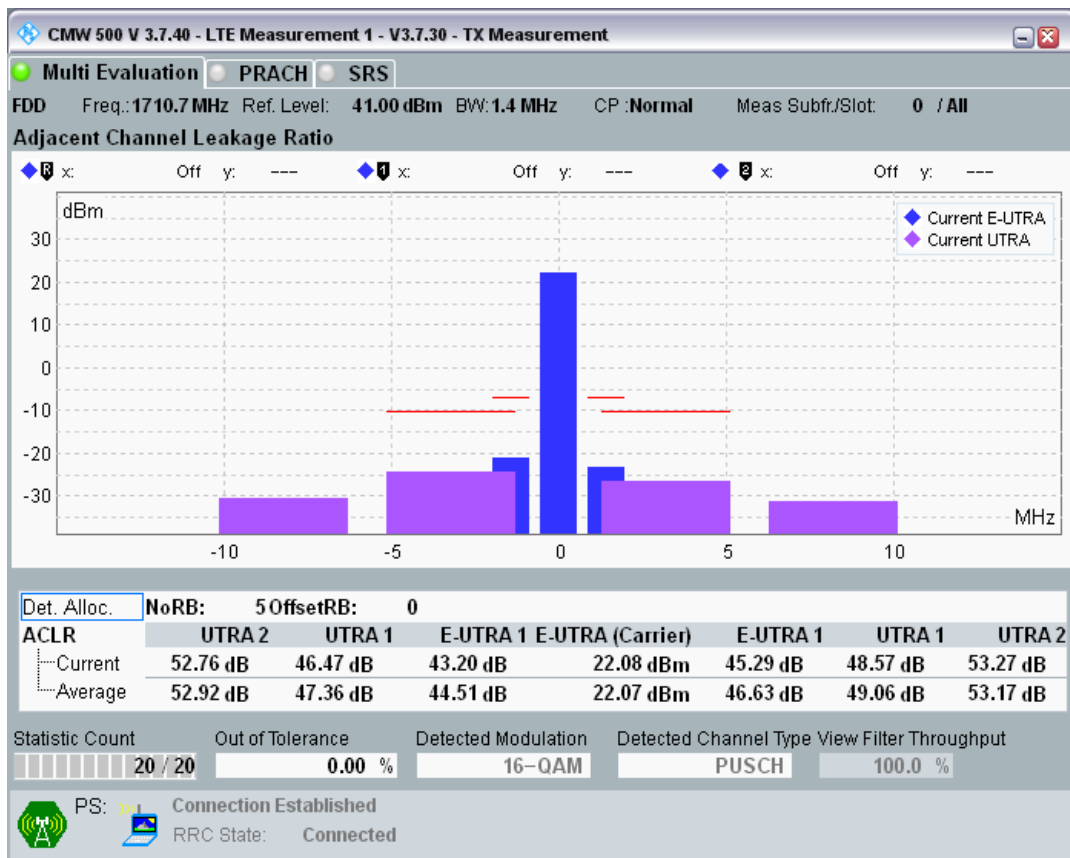 CMW 500 V 3.7.40 - LTE Measurement 1 - V3.7.30 - TX Measurement
Multi Evaluation PRACH SRS
FDD Freq.: 1710.7 MHz Ref. Level: 41.00 dBm BW: 1.4 MHz CP :Normal Meas Subfr./Slot: 0 / All
Adjacent Channel Leakage Ratio
R x: Off y: --- 1 x: Off y: --- 2 x: Off y: ---
dBm
Current E-UTRA
Current UTRA
30
20
10
0
-10
-20
-30
MHz
-10 -5 0 5 10
Det. Alloc. NoRB: 5 OffsetRB: 0
ACLR UTRA 2 UTRA 1 E-UTRA 1 E-UTRA (Carrier) E-UTRA 1 UTRA 1 UTRA 2
Current 52.76 dB 46.47 dB 43.20 dB 22.08 dBm 45.29 dB 48.57 dB 53.27 dB
Average 52.92 dB 47.36 dB 44.51 dB 22.07 dBm 46.63 dB 49.06 dB 53.17 dB
Statistic Count Out of Tolerance Detected Modulation Detected Channel Type View Filter Throughput
20 / 20 0.00 % 16-QAM PUSCH 100.0 %
PS: Connection Established
RRC State: Connected